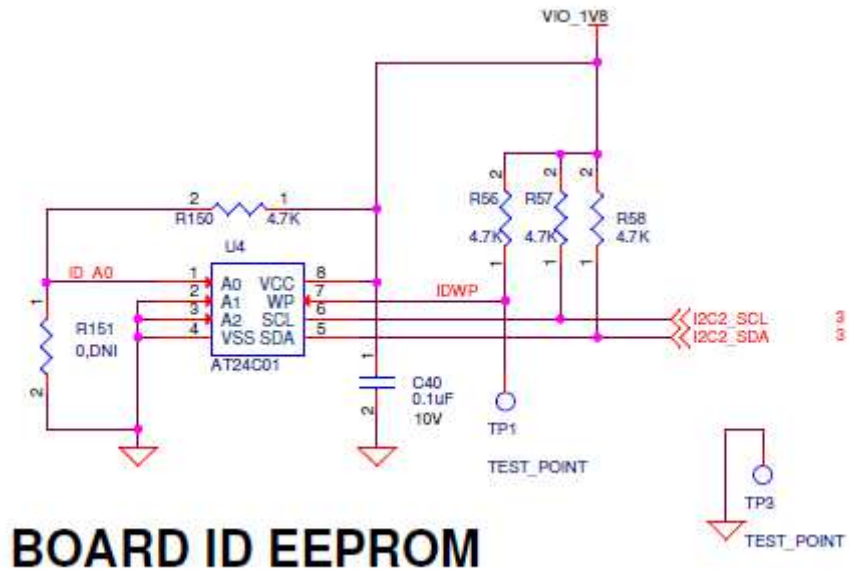 VIO_1V8
2 1
R150 4.7K
2 2 2
R56 R57 R58
4.7K 4.7K 4.7K
1 1 1
U4
ID_A0 1 A0 VCC 8
2 A1 WP 7 IDWP
3 A2 SCL 6 I2C2_SCL 3
4 VSS SDA 5 I2C2_SDA 3
AT24C01
1
R151
0,DNI
2
1
C40
0.1uF
10V
2
TP1
TEST_POINT
TP3
TEST_POINT
BOARD ID EEPROM